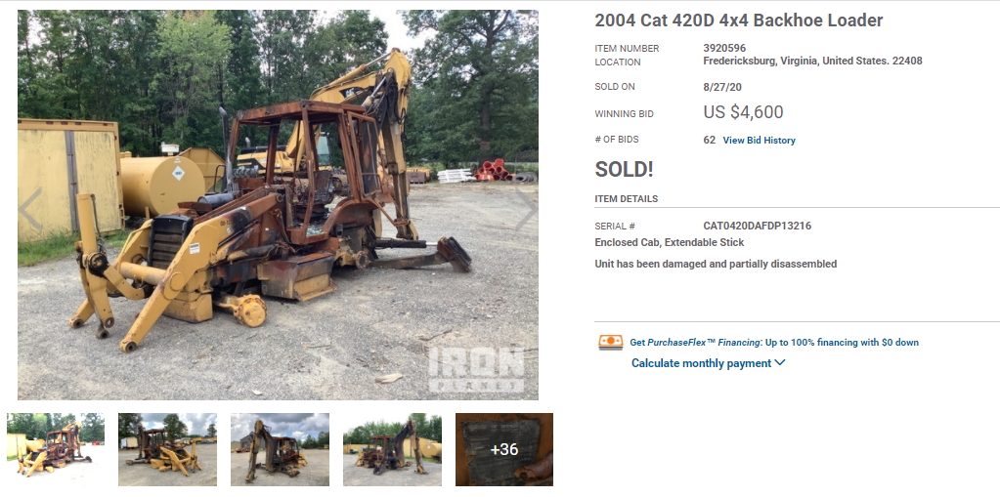 2004 Cat 420D 4x4 Backhoe Loader
ITEM NUMBER 3920596
LOCATION Fredericksburg, Virginia, United States. 22408
SOLD ON 8/27/20
WINNING BID US $4,600
# OF BIDS 62 View Bid History
SOLD!
ITEM DETAILS
SERIAL # CAT0420DAFDP13216
Enclosed Cab, Extendable Stick
Unit has been damaged and partially disassembled
Get PurchaseFlex™ Financing: Up to 100% financing with $0 down
Calculate monthly payment
IRON
PLANET
+36